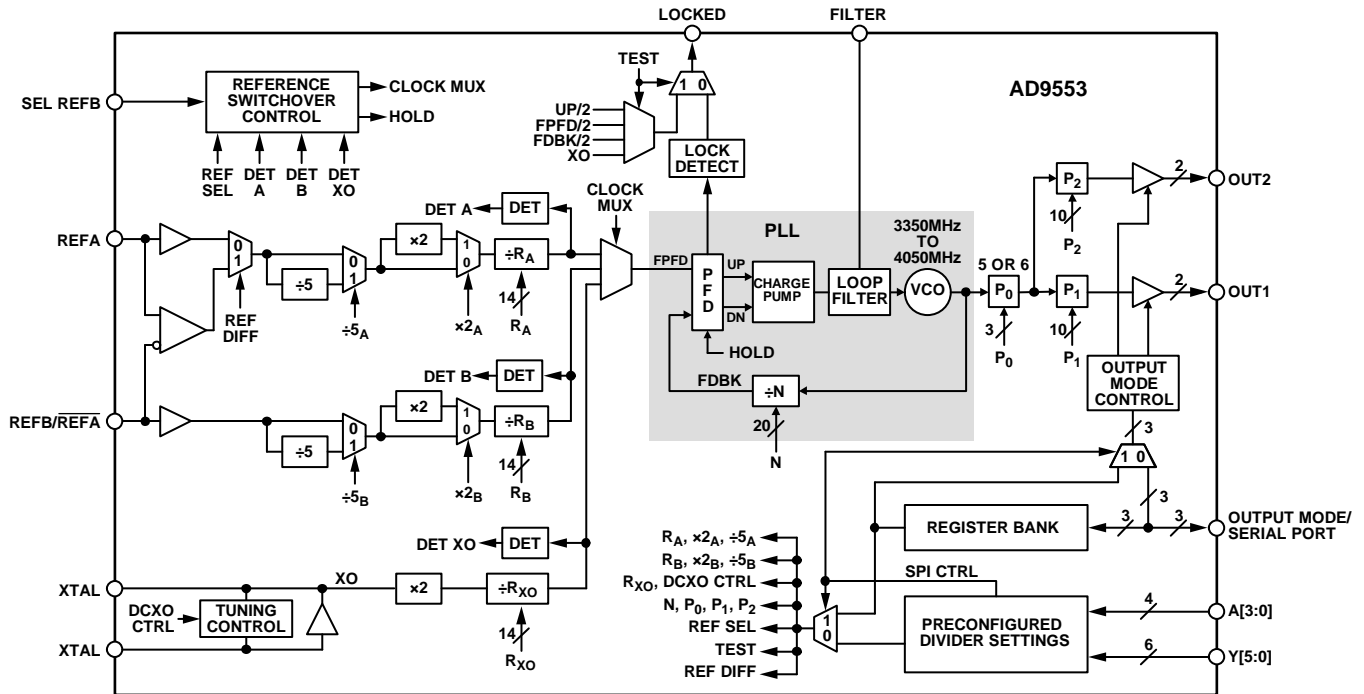 LOCKED
FILTER
AD9553
SEL REFB
REFERENCE
SWITCHOVER
CONTROL
CLOCK MUX
HOLD
REF
SEL
DET
A
DET
B
DET
XO
TEST
1 0
UP/2
FPFD/2
FDBK/2
XO
LOCK
DETECT
REFA
0
1
REF
DIFF
÷5
0
1
÷5A
×2
1
0
×2A
÷RA
14
RA
DET A
DET
CLOCK
MUX
PLL
FPFD
P
F
D
UP
DN
CHARGE
PUMP
LOOP
FILTER
3350MHz
TO
4050MHz
VCO
HOLD
FDBK
÷N
20
N
5 OR 6
P0
3
P0
P2
10
P2
P1
10
P1
2
OUT2
2
OUT1
OUTPUT
MODE
CONTROL
3
1 0
3
REFB/REFA
÷5
0
1
÷5B
×2
1
0
×2B
÷RB
14
RB
DET B
DET
XTAL
XTAL
DCXO
CTRL
TUNING
CONTROL
XO
×2
÷RXO
14
RXO
DET XO
DET
RA, ×2A, ÷5A
RB, ×2B, ÷5B
RXO, DCXO CTRL
N, P0, P1, P2
REF SEL
TEST
REF DIFF
1
0
SPI CTRL
REGISTER BANK
3
3
OUTPUT MODE/
SERIAL PORT
PRECONFIGURED
DIVIDER SETTINGS
4
A[3:0]
6
Y[5:0]